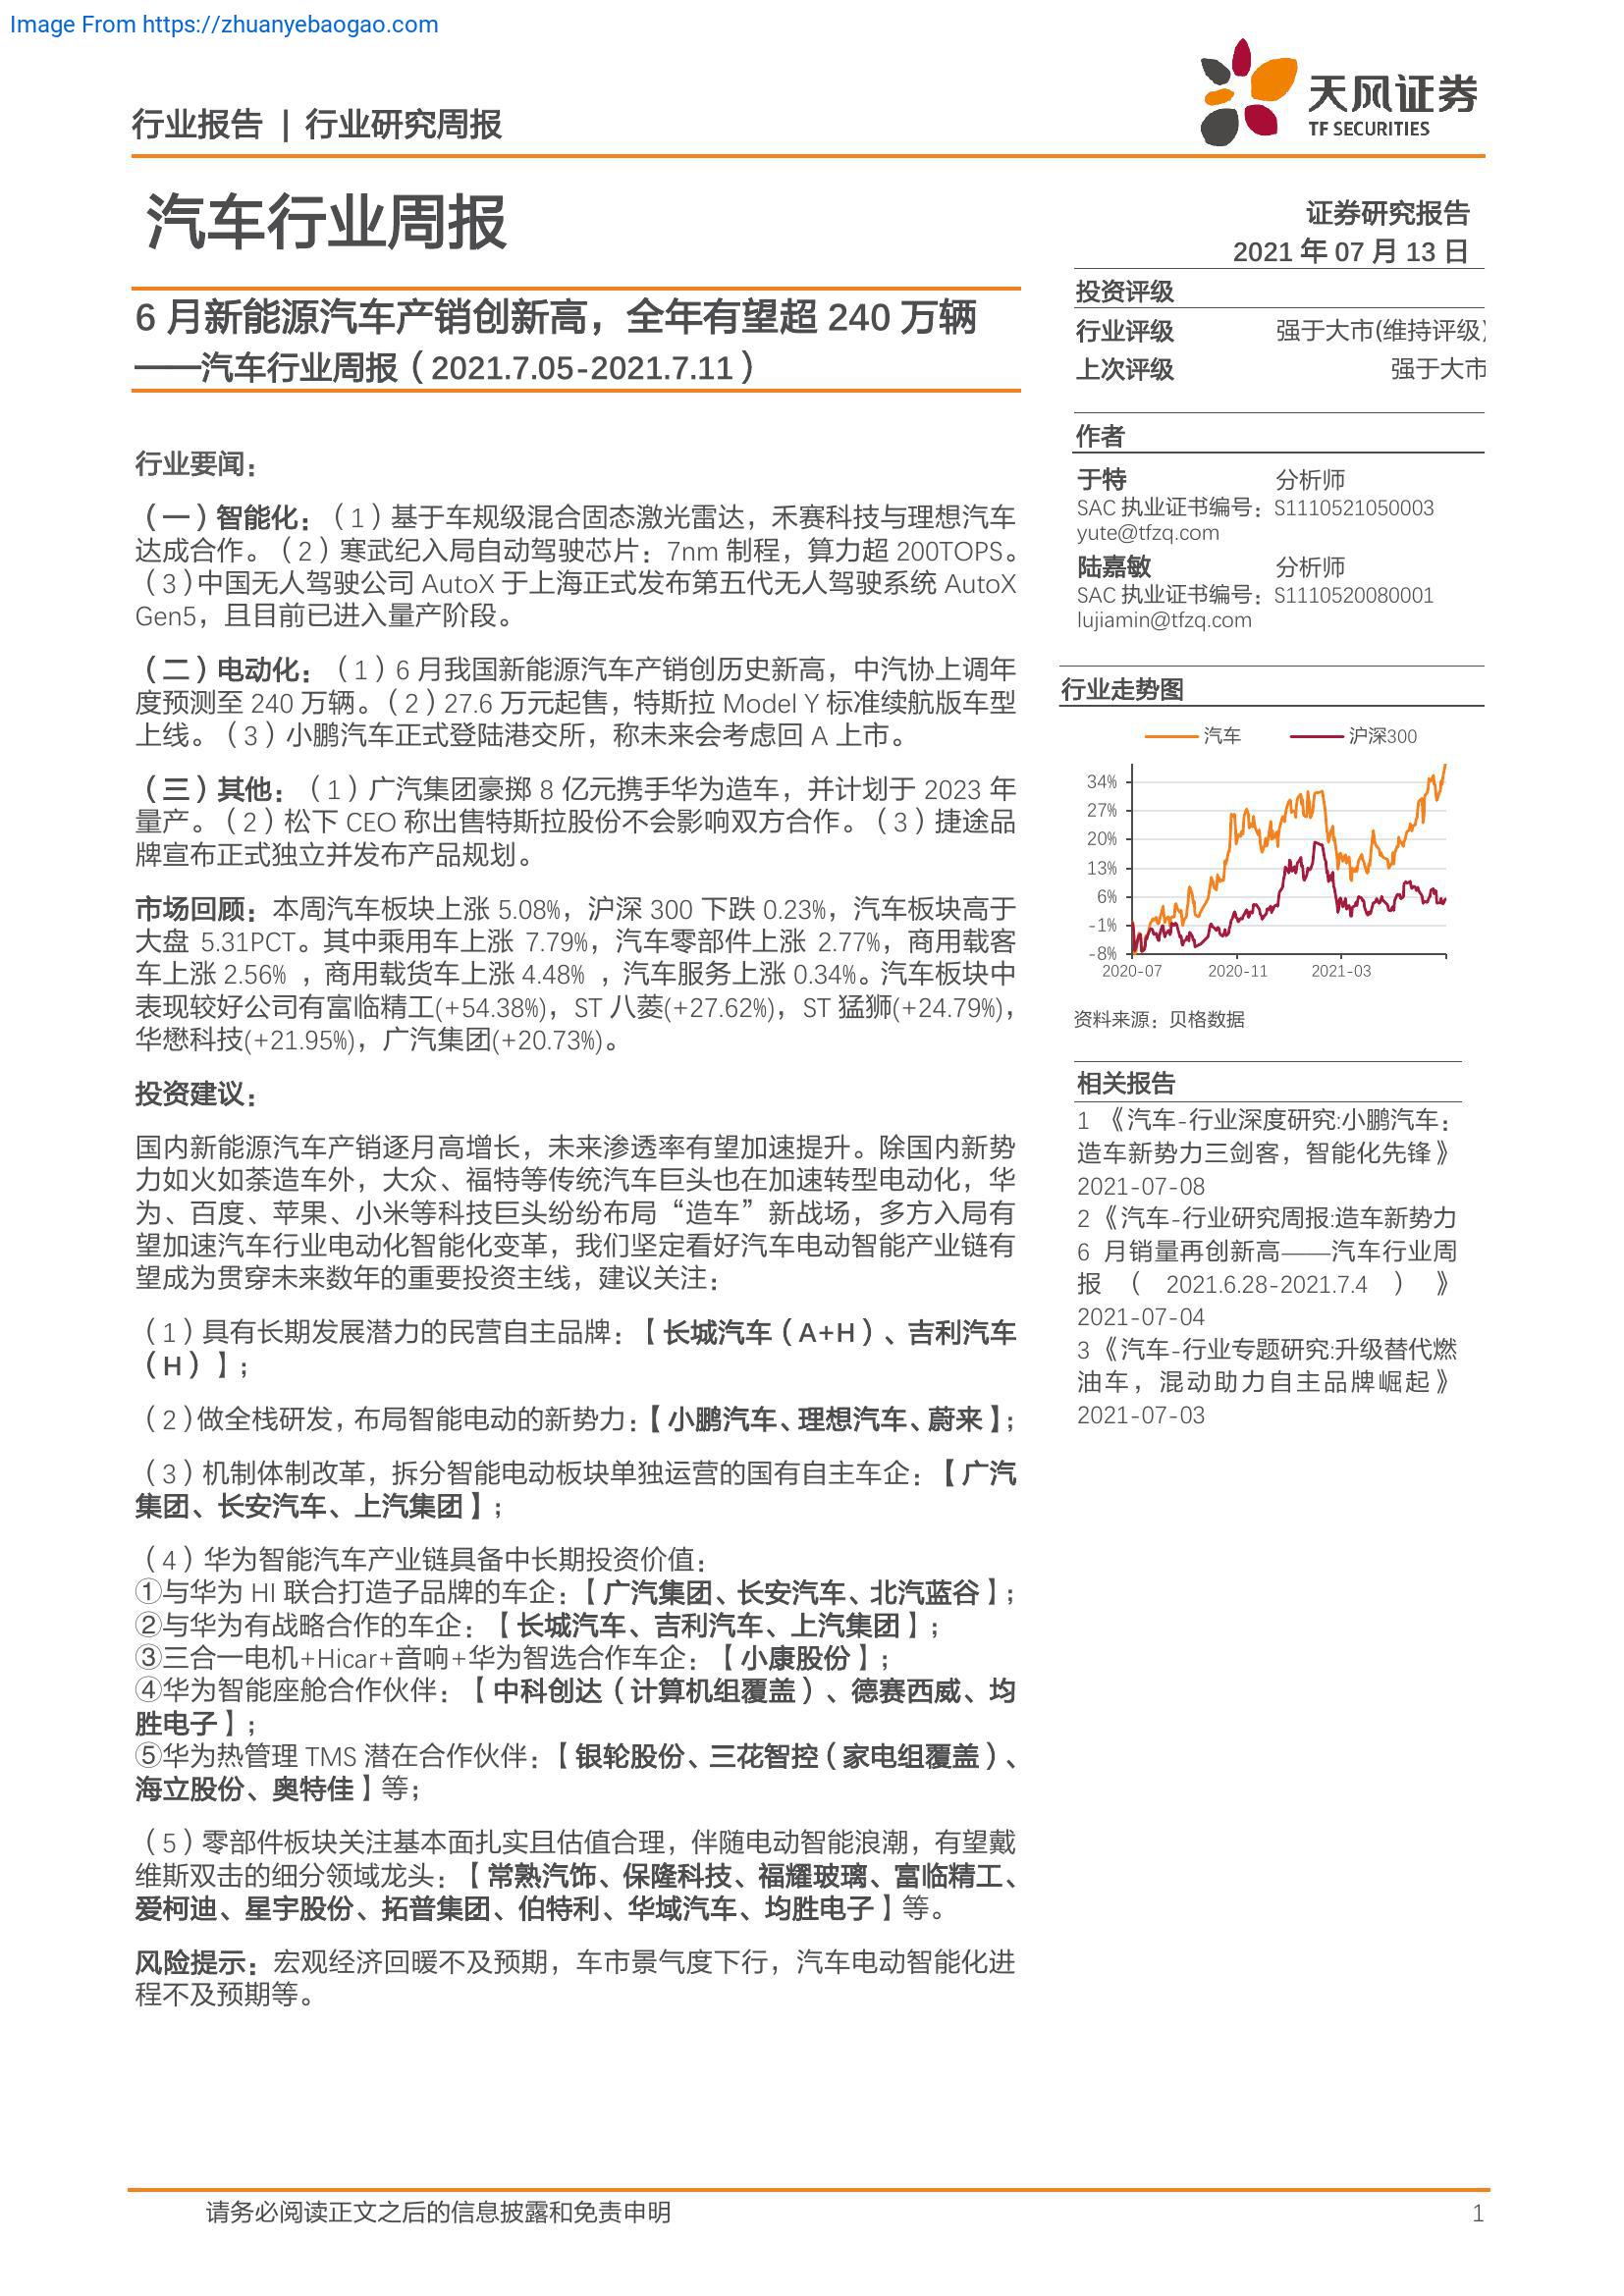 Image From https://zhuanyebaogao.com
行业报告 | 行业研究周报
天风证券
TF SECURITIES
汽车行业周报
证券研究报告
2021 年 07 月 13 日
6 月新能源汽车产销创新高，全年有望超 240 万辆
——汽车行业周报（2021.7.05-2021.7.11）
行业要闻：
（一）智能化：（1）基于车规级混合固态激光雷达，禾赛科技与理想汽车
达成合作。（2）寒武纪入局自动驾驶芯片：7nm 制程，算力超 200TOPS。
（3）中国无人驾驶公司 AutoX 于上海正式发布第五代无人驾驶系统 AutoX
Gen5，且目前已进入量产阶段。
（二）电动化：（1）6 月我国新能源汽车产销创历史新高，中汽协上调年
度预测至 240 万辆。（2）27.6 万元起售，特斯拉 Model Y 标准续航版车型
上线。（3）小鹏汽车正式登陆港交所，称未来会考虑回 A 上市。
（三）其他：（1）广汽集团豪掷 8 亿元携手华为造车，并计划于 2023 年
量产。（2）松下 CEO 称出售特斯拉股份不会影响双方合作。（3）捷途品
牌宣布正式独立并发布产品规划。
市场回顾：本周汽车板块上涨 5.08%，沪深 300 下跌 0.23%，汽车板块高于
大盘 5.31PCT。其中乘用车上涨 7.79%，汽车零部件上涨 2.77%，商用载客
车上涨 2.56% ，商用载货车上涨 4.48% ，汽车服务上涨 0.34%。汽车板块中
表现较好公司有富临精工(+54.38%)，ST 八菱(+27.62%)，ST 猛狮(+24.79%)，
华懋科技(+21.95%)，广汽集团(+20.73%)。
投资建议：
国内新能源汽车产销逐月高增长，未来渗透率有望加速提升。除国内新势
力如火如荼造车外，大众、福特等传统汽车巨头也在加速转型电动化，华
为、百度、苹果、小米等科技巨头纷纷布局“造车”新战场，多方入局有
望加速汽车行业电动化智能化变革，我们坚定看好汽车电动智能产业链有
望成为贯穿未来数年的重要投资主线，建议关注：
（1）具有长期发展潜力的民营自主品牌：【长城汽车（A+H）、吉利汽车
（H）】；
（2）做全栈研发，布局智能电动的新势力：【小鹏汽车、理想汽车、蔚来】；
（3）机制体制改革，拆分智能电动板块单独运营的国有自主车企：【广汽
集团、长安汽车、上汽集团】；
（4）华为智能汽车产业链具备中长期投资价值：
①与华为 HI 联合打造子品牌的车企：【广汽集团、长安汽车、北汽蓝谷】；
②与华为有战略合作的车企：【长城汽车、吉利汽车、上汽集团】；
③三合一电机+Hicar+音响+华为智选合作车企：【小康股份】；
④华为智能座舱合作伙伴：【中科创达（计算机组覆盖）、德赛西威、均
胜电子】；
⑤华为热管理 TMS 潜在合作伙伴：【银轮股份、三花智控（家电组覆盖）、
海立股份、奥特佳】等；
（5）零部件板块关注基本面扎实且估值合理，伴随电动智能浪潮，有望戴
维斯双击的细分领域龙头：【常熟汽饰、保隆科技、福耀玻璃、富临精工、
爱柯迪、星宇股份、拓普集团、伯特利、华域汽车、均胜电子】等。
风险提示：宏观经济回暖不及预期，车市景气度下行，汽车电动智能化进
程不及预期等。
投资评级
行业评级 强于大市(维持评级)
上次评级 强于大市
作者
于特 分析师
SAC 执业证书编号：S1110521050003
yute@tfzq.com
陆嘉敏 分析师
SAC 执业证书编号：S1110520080001
lujiamin@tfzq.com
行业走势图
汽车 沪深300
34%
27%
20%
13%
6%
-1%
-8%
2020-07 2020-11 2021-03
资料来源：贝格数据
相关报告
1 《汽车-行业深度研究:小鹏汽车：
造车新势力三剑客，智能化先锋》
2021-07-08
2 《汽车-行业研究周报:造车新势力
6 月销量再创新高——汽车行业周
报（2021.6.28-2021.7.4）》
2021-07-04
3 《汽车-行业专题研究:升级替代燃
油车，混动助力自主品牌崛起》
2021-07-03
请务必阅读正文之后的信息披露和免责申明 1